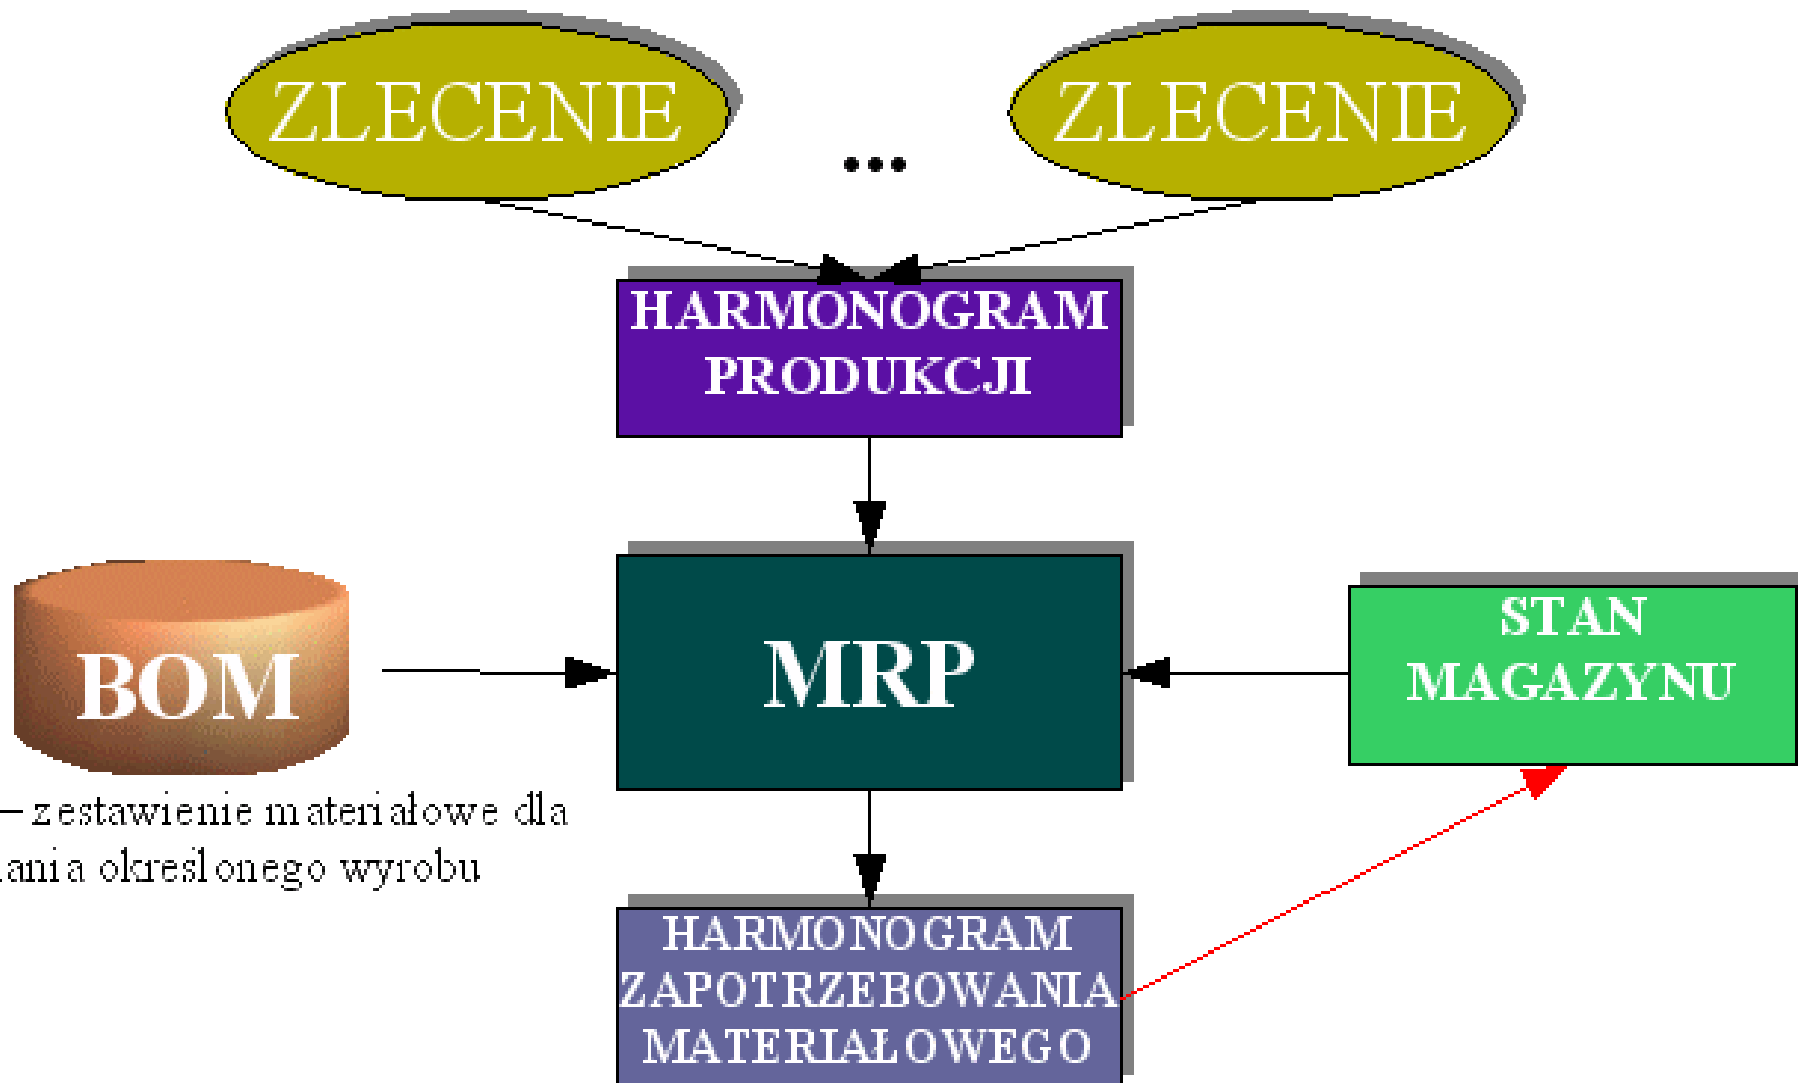 ZLECENIE
...
ZLECENIE
HARMONOGRAM
PRODUKCJI
BOM
MRP
STAN
MAGAZYNU
– zestawienie materiałowe dla
określonego wyrobu
HARMONOGRAM
ZAPOTRZEBOWANIA
MATERIAŁOWEGO